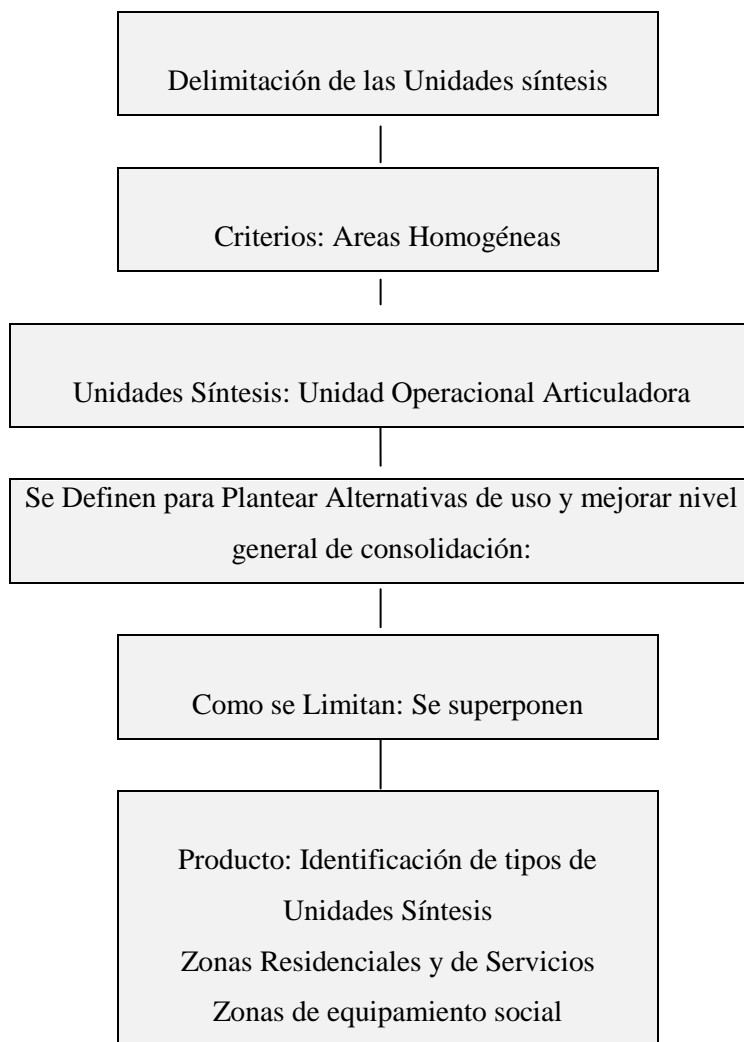 Delimitación de las Unidades síntesis
Criterios: Areas Homogéneas
Unidades Síntesis: Unidad Operacional Articuladora
Se Definen para Plantear Alternativas de uso y mejorar nivel
general de consolidación:
Como se Limitan: Se superponen
Producto: Identificación de tipos de
Unidades Síntesis
Zonas Residenciales y de Servicios
Zonas de equipamiento social